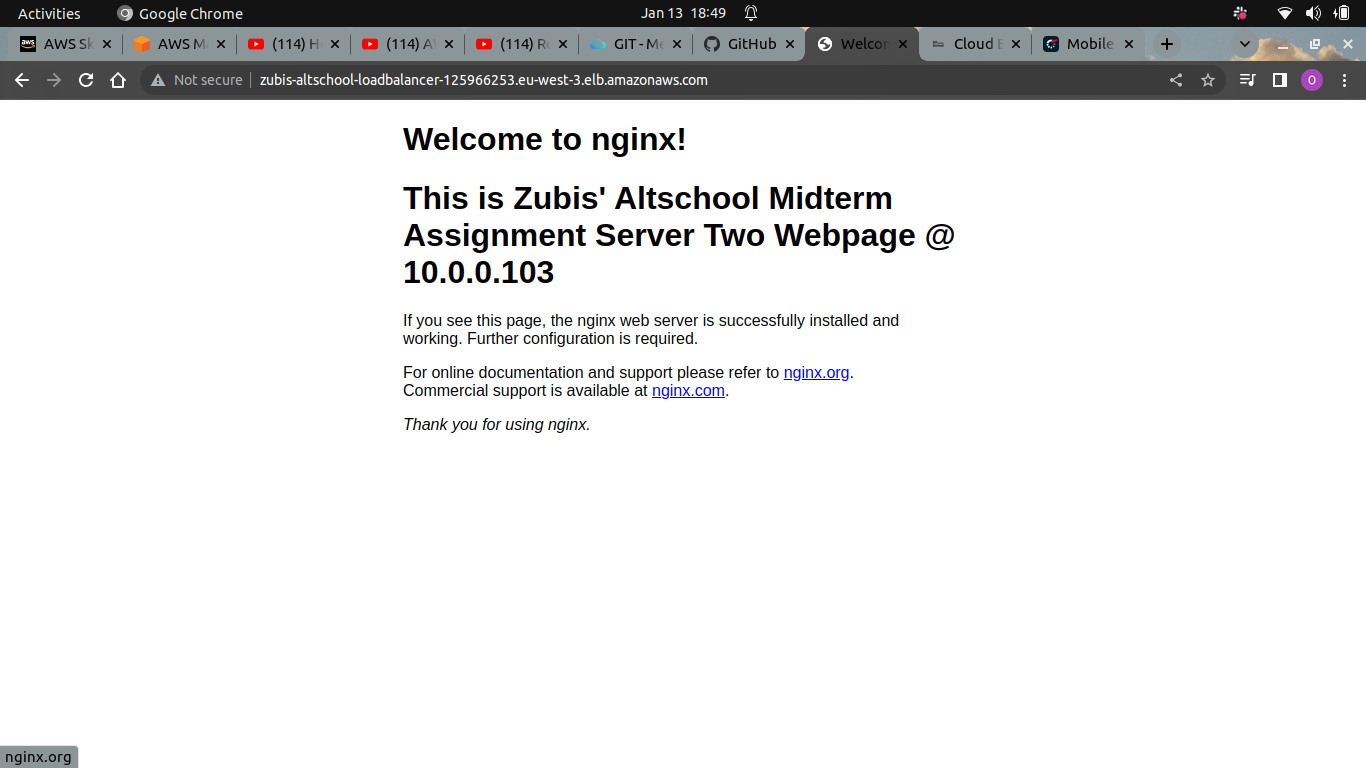 Activities Google Chrome Jan 13 18:49
aws AWS Sk AWS M (114) H (114) A (114) Ro GIT - Me GitHub Welcon Cloud E Mobile
Not secure zubis-altschool-loadbalancer-125966253.eu-west-3.elb.amazonaws.com O
Welcome to nginx!
This is Zubis' Altschool Midterm
Assignment Server Two Webpage @
10.0.0.103
If you see this page, the nginx web server is successfully installed and
working. Further configuration is required.
For online documentation and support please refer to nginx.org.
Commercial support is available at nginx.com.
Thank you for using nginx.
nginx.org